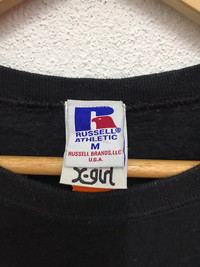 RUSSELL®
ATHLETIC
M
RUSSELL BRANDS, LLC
U.S.A.
X-girl